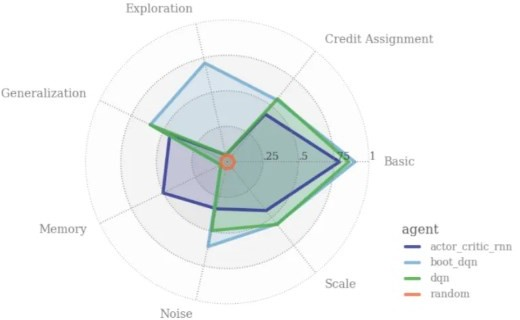 Exploration
Credit Assignment
Generalization
.25
.5
.75
1
Basic
Memory
Scale
Noise
agent
actor_critic_rnn
boot_dqn
dqn
random